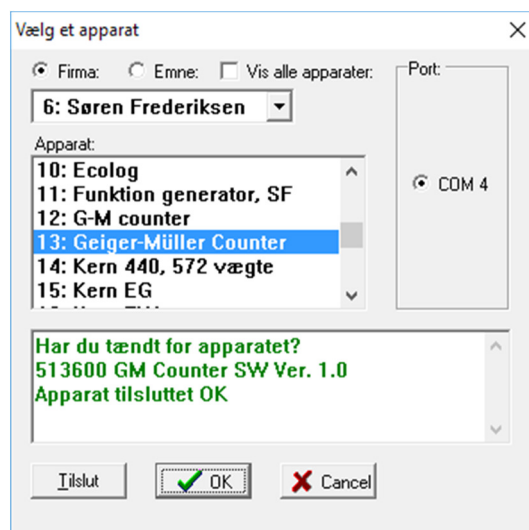 Vælg et apparat
Firma: Emne: Vis alle apparater:
Port:
6: Søren Frederiksen
Apparat:
10: Ecolog
11: Funktion generator, SF
12: G-M counter
13: Geiger-Müller Counter
14: Kern 440, 572 vægte
15: Kern EG
COM 4
Har du tændt for apparatet?
513600 GM Counter SW Ver. 1.0
Apparat tilsluttet OK
Tilslut OK Cancel